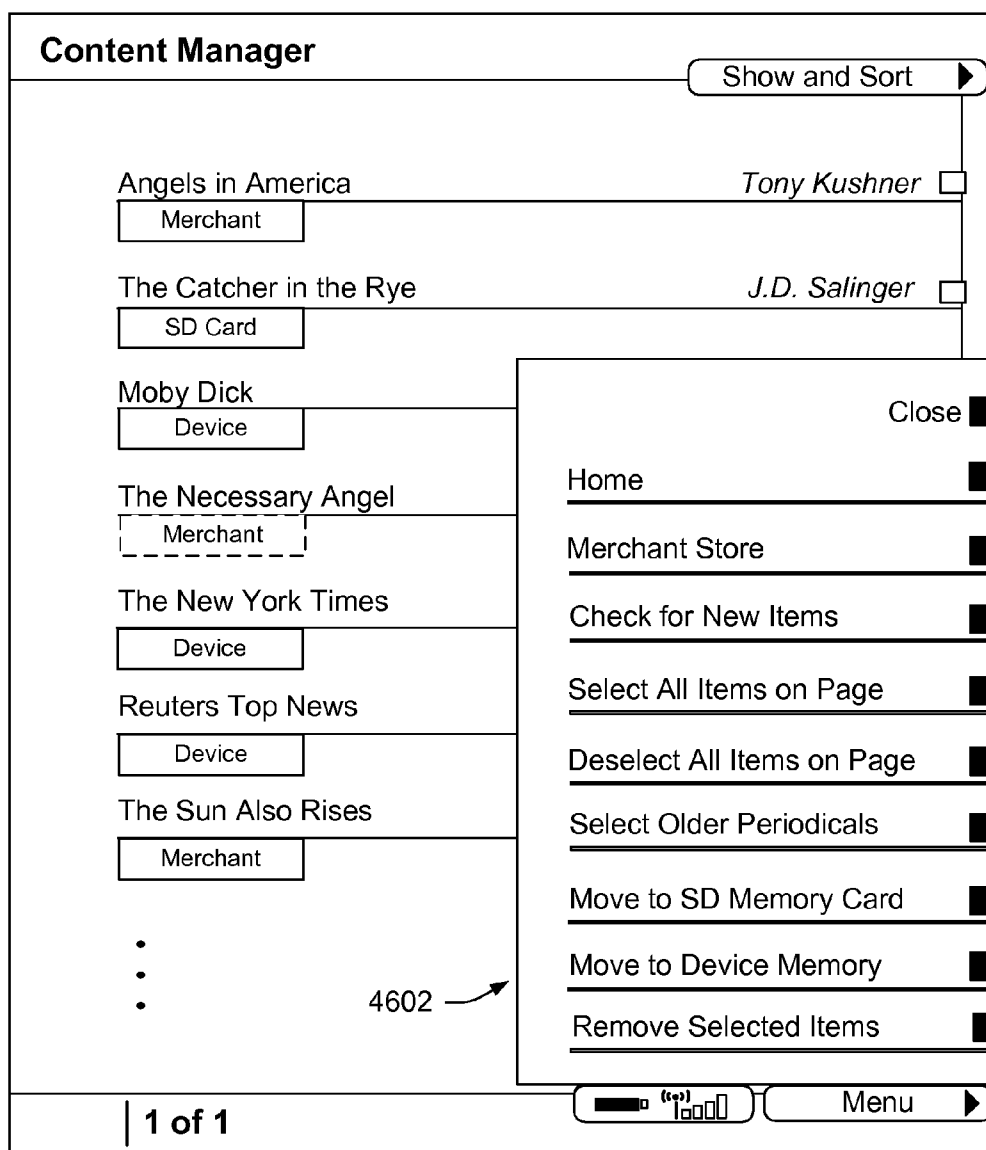 Content Manager
Show and Sort
Angels in America Tony Kushner
Merchant
The Catcher in the Rye J.D. Salinger
SD Card
Moby Dick
Device
The Necessary Angel
Merchant
The New York Times
Device
Reuters Top News
Device
The Sun Also Rises
Merchant
Close
Home
Merchant Store
Check for New Items
Select All Items on Page
Deselect All Items on Page
Select Older Periodicals
Move to SD Memory Card
Move to Device Memory
Remove Selected Items
4602
1 of 1
Menu